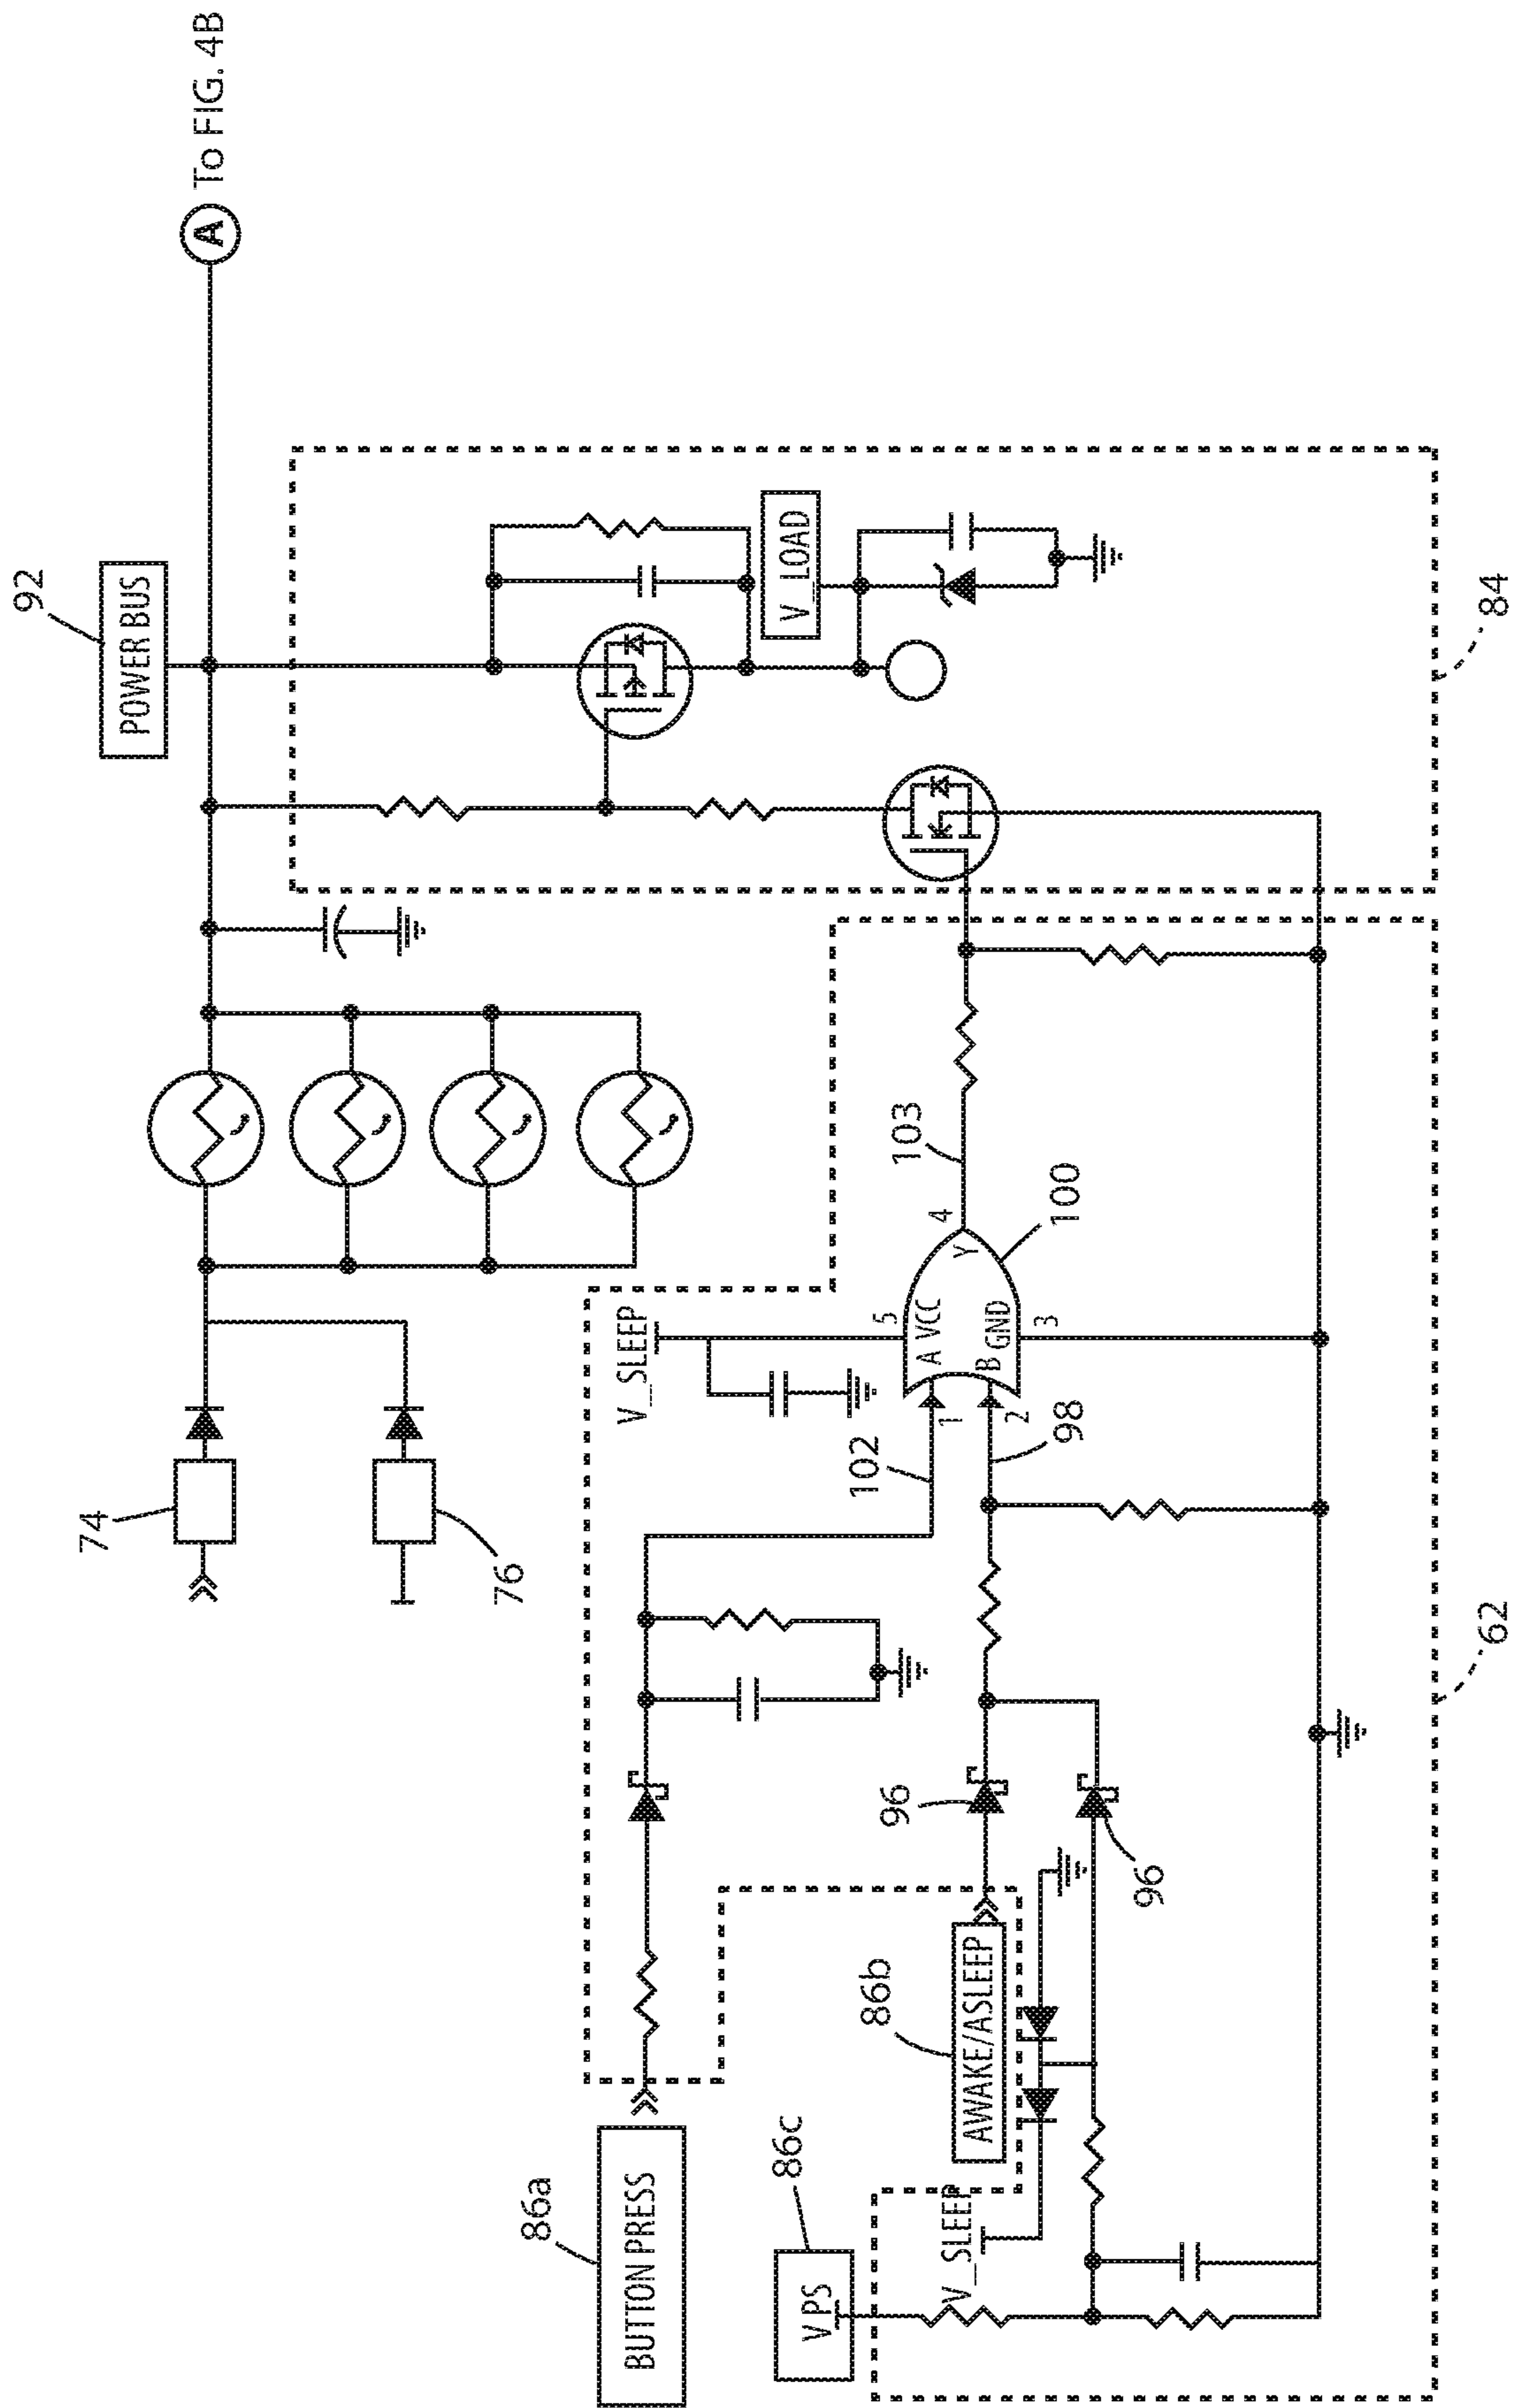 92
POWER BUS
A To FIG. 4B
74
76
V_LOAD
84
86a
BUTTON PRESS
86c
V PS
86b
AWAKE/ASLEEP
V_SLEEP
V_SLEEP
96
96
102
98
1
2
5
3
4
A VCC
B GND
Y
100
103
62